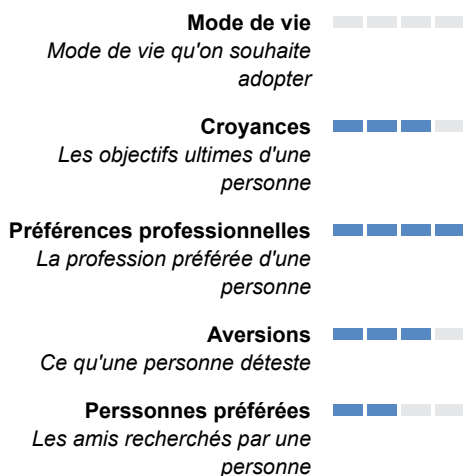 Mode de vie
Mode de vie qu'on souhaite
adopter
Croyances
Les objectifs ultimes d'une
personne
Préférences professionnelles
La profession préférée d'une
personne
Aversions
Ce qu'une personne déteste
Perssonnes préférées
Les amis recherchés par une
personne